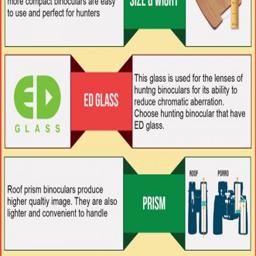 more compact binoculars are easy
to use and perfect for hunters
SIZE & WIGHT
ED
GLASS
ED GLASS
This glass is used for the lenses of
huntng binoculars for its ability to
reduce chromatic aberration.
Choose hunting binocular that have
ED glass.
Roof prism binoculars produce
higher qualtiy image. They are also
lighter and convenient to handle
PRISM
ROOF
PORRO